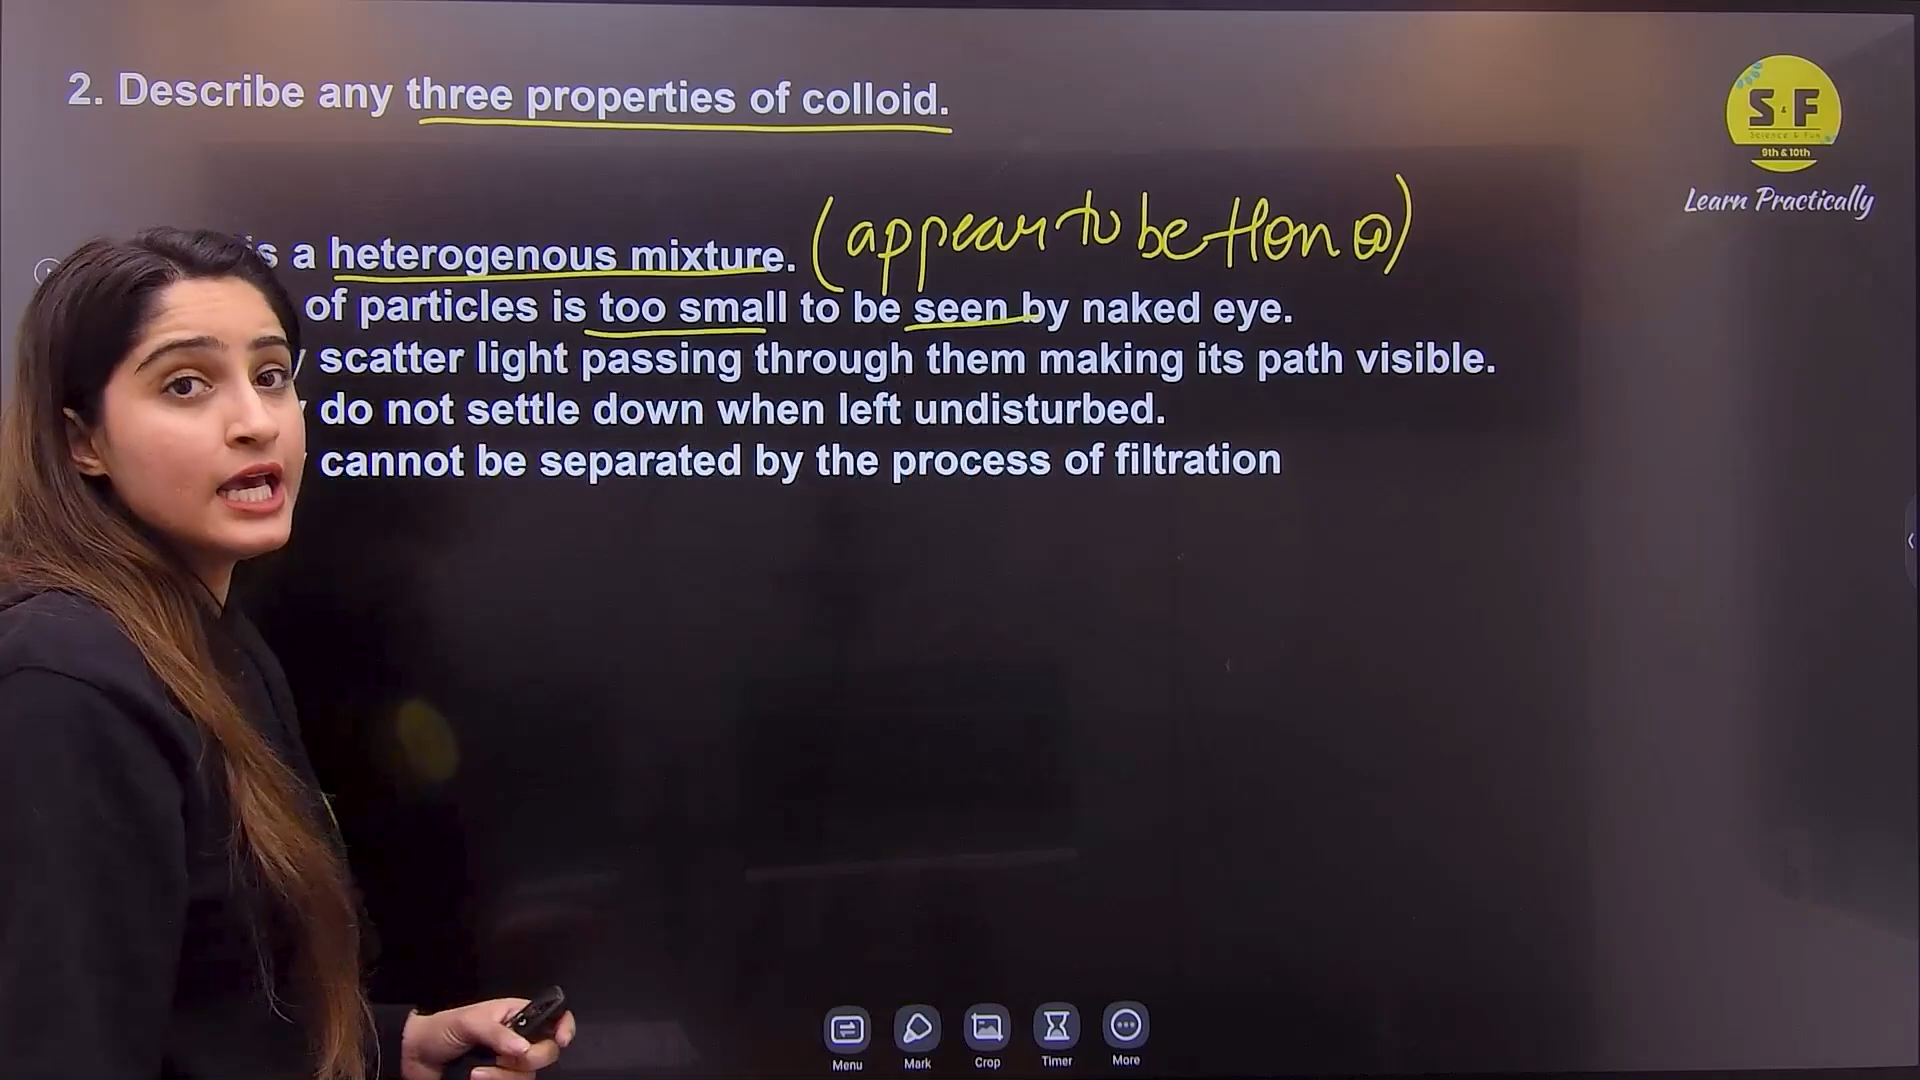 2. Describe any three properties of colloid.
S&F
Science & Fun
9th & 10th
Learn Practically
is a heterogenous mixture. (appear to be Hom
of particles is too small to be seen by naked eye.
scatter light passing through them making its path visible.
do not settle down when left undisturbed.
cannot be separated by the process of filtration
Menu Mark Crop Timer More